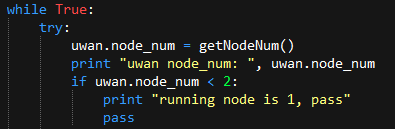 while True:
    try:
        uwan.node_num = getNodeNum()
        print "uwan node_num: ", uwan.node_num
        if uwan.node_num < 2:
            print "running node is 1, pass"
            pass